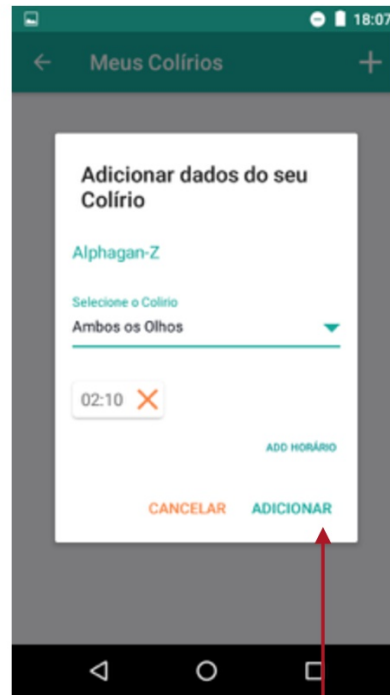 18:07
Meus Colírios
Adicionar dados do seu
Colírio
Alphagan-Z
Selecione o Colirio
Ambos os Olhos
02:10
ADD HORÁRIO
CANCELAR ADICIONAR